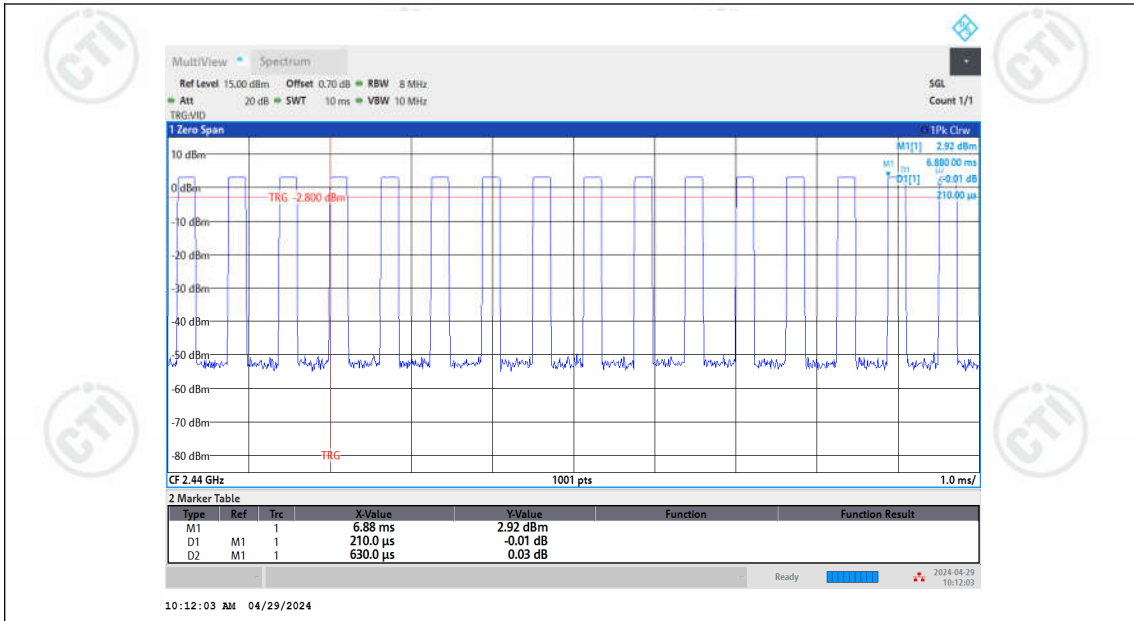 CTI
CTI
MultiView Spectrum
Ref Level 15.00 dBm Offset 0.70 dB RBW 8 MHz SGL
Att 20 dB SWT 10 ms VBW 10 MHz Count 1/1
TRG:VID
1 Zero Span 1Pk Clrw
M1[1] 2.92 dBm
10 dBm
M1 6.880 00 ms
D1
D1[1] -0.01 dB
0 dBm
TRG -2.800 dBm 210.00 µs
-10 dBm
-20 dBm
-30 dBm
-40 dBm
-50 dBm
-60 dBm
-70 dBm
-80 dBm
TRG
CF 2.44 GHz 1001 pts 1.0 ms/
CTI
CTI
2 Marker Table
Type Ref Trc X-Value Y-Value Function Function Result
M1 1 6.88 ms 2.92 dBm
D1 M1 1 210.0 µs -0.01 dB
D2 M1 1 630.0 µs 0.03 dB
Ready 2024-04-29
10:12:03
10:12:03 AM 04/29/2024